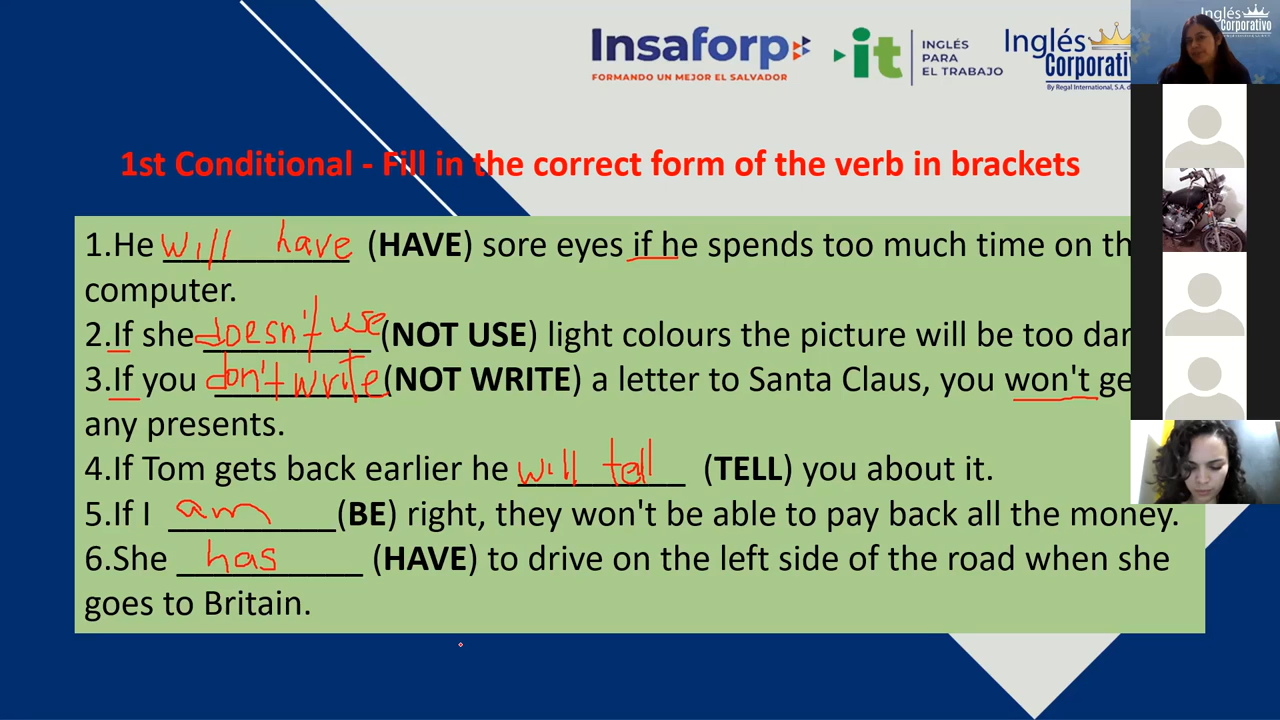 Insaforp
FORMANDO UN MEJOR EL SALVADOR
it
INGLÉS
PARA
EL TRABAJO
Inglés
Corporativ
By Regal International, S.A. d
Inglés
Corporativo
1st Conditional - Fill in the correct form of the verb in brackets
1.He will have (HAVE) sore eyes if he spends too much time on th
computer.
2.If she doesn't use (NOT USE) light colours the picture will be too dar
3.If you don't write (NOT WRITE) a letter to Santa Claus, you won't ge
any presents.
4.If Tom gets back earlier he will tell (TELL) you about it.
5.If I am (BE) right, they won't be able to pay back all the money.
6.She has (HAVE) to drive on the left side of the road when she
goes to Britain.